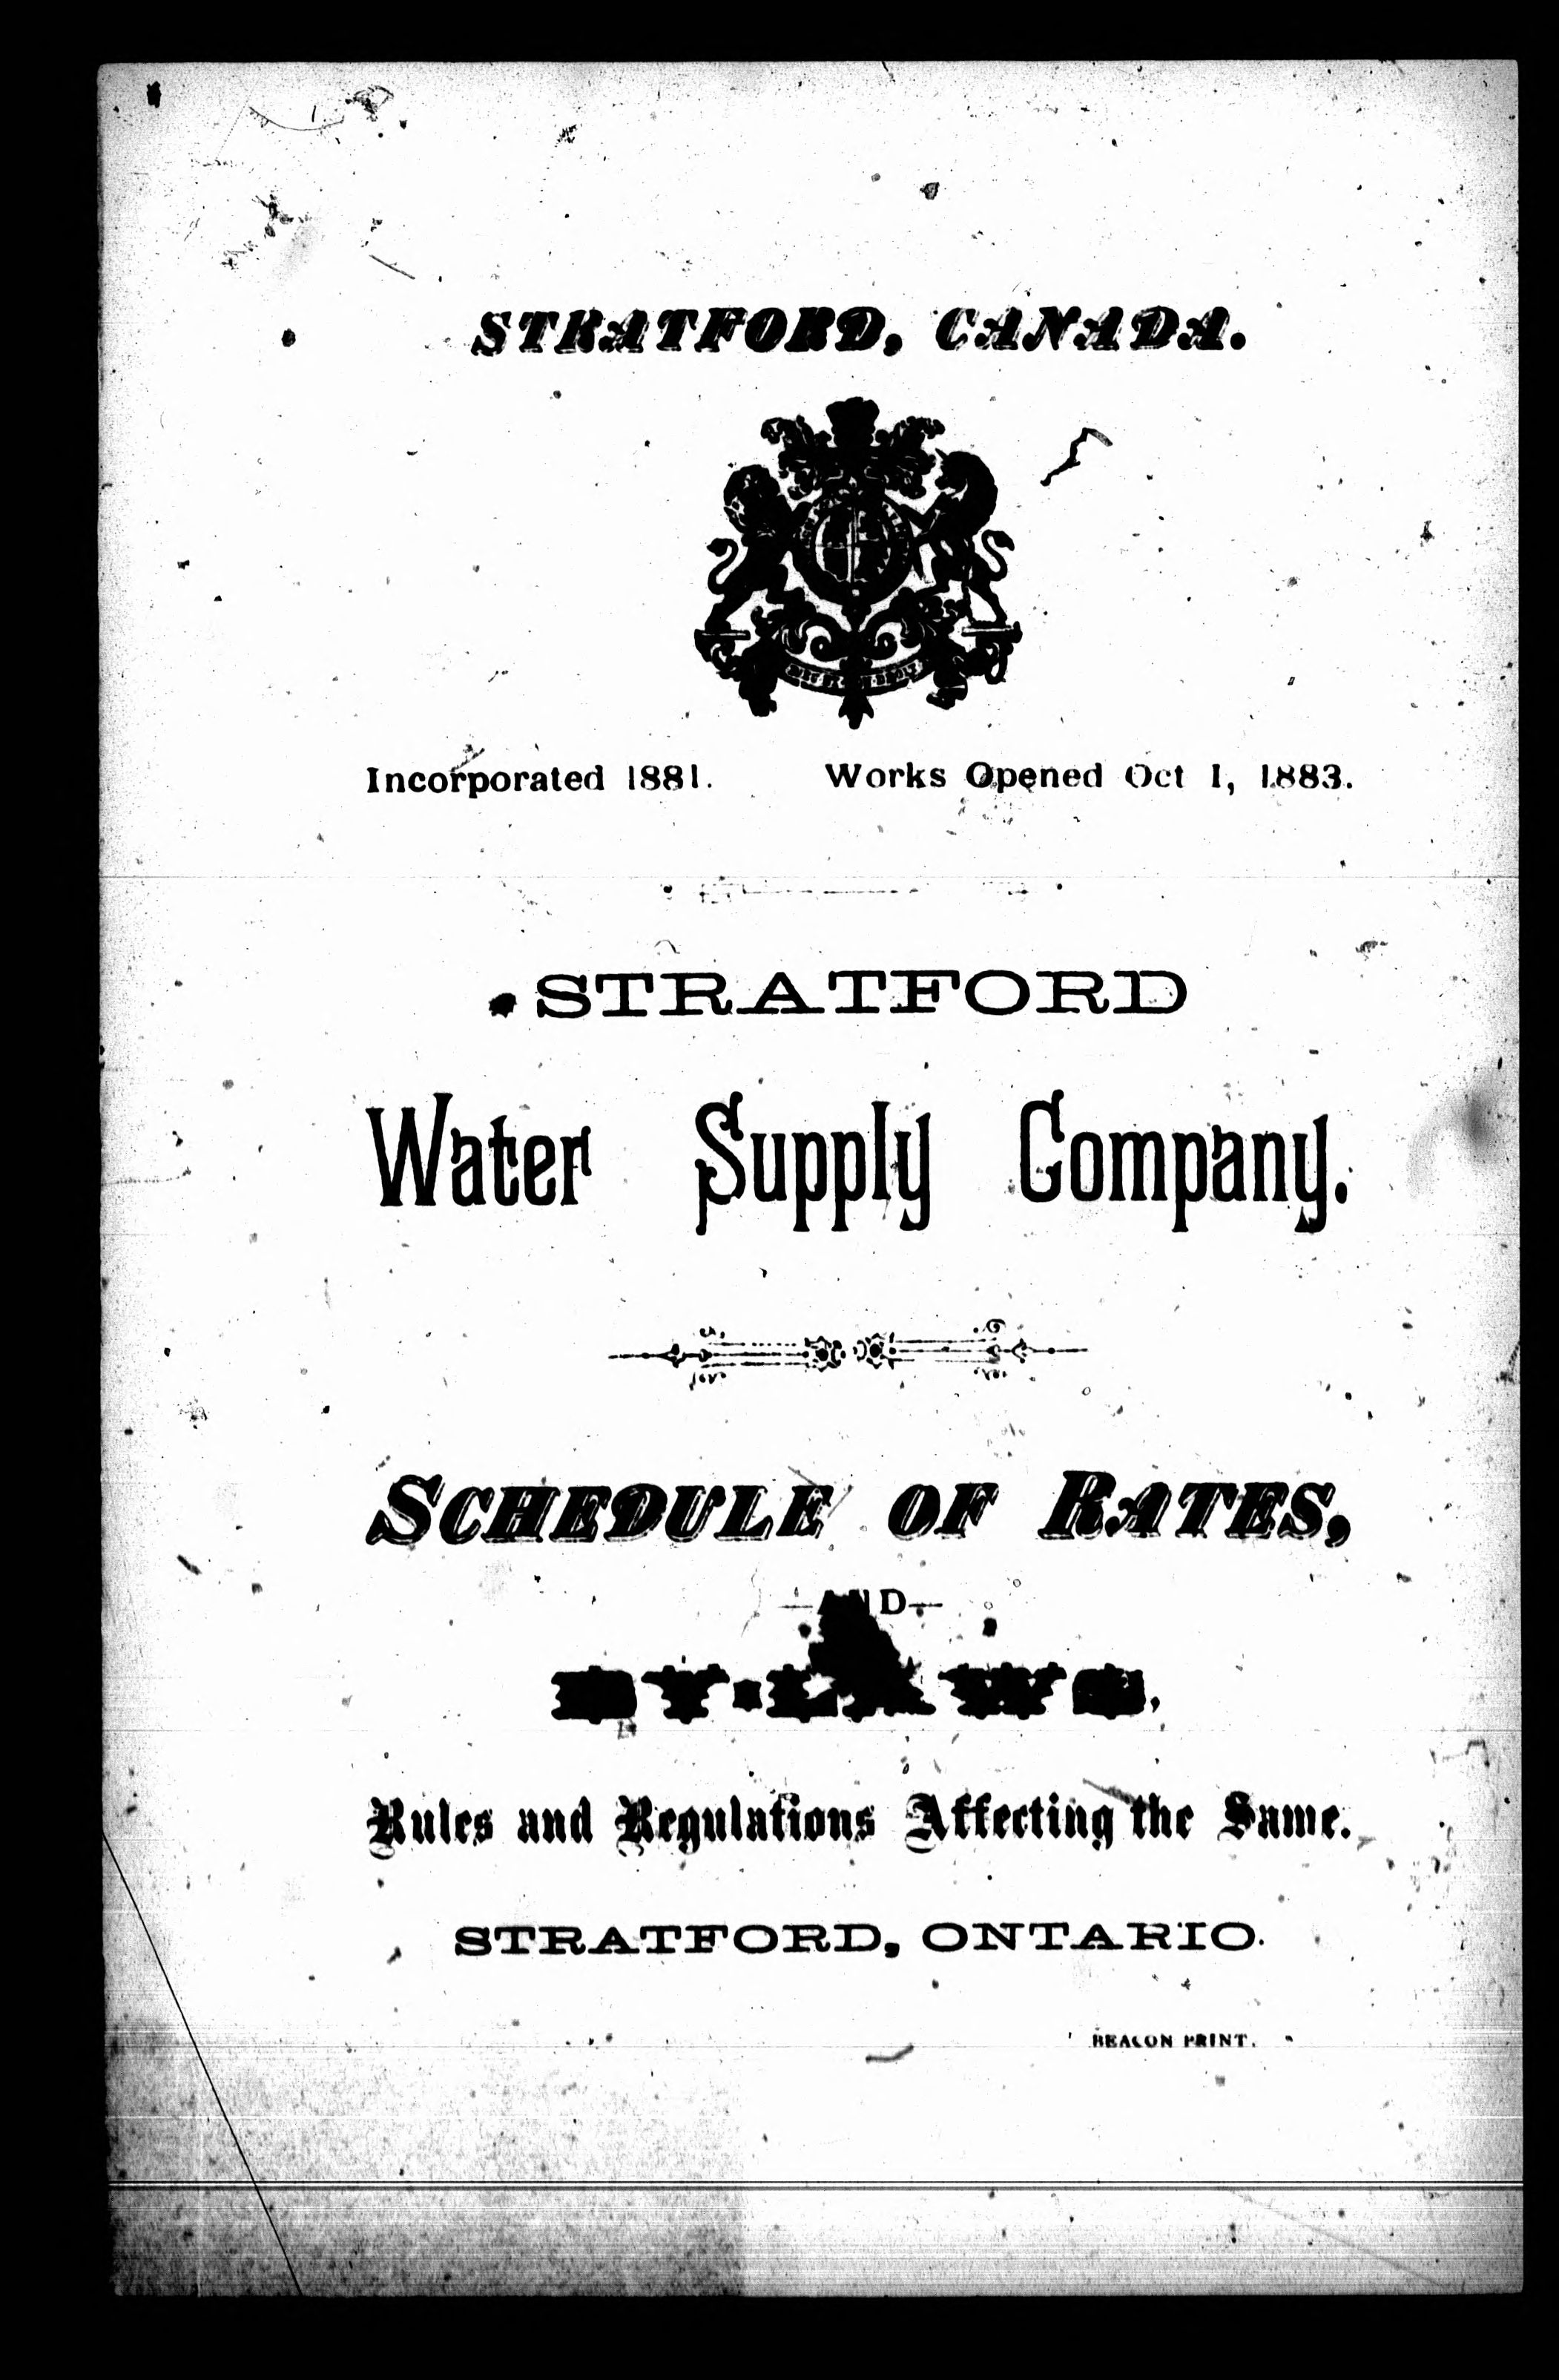 STRATFORD, CANADA.
Incorporated 1881. Works Opened Oct 1, 1883.
STRATFORD
Water Supply Company.
SCHEDULE OF RATES,
—AND—
BY-LAWS,
Rules and Regulations Affecting the Same.
STRATFORD, ONTARIO.
BEACON PRINT.